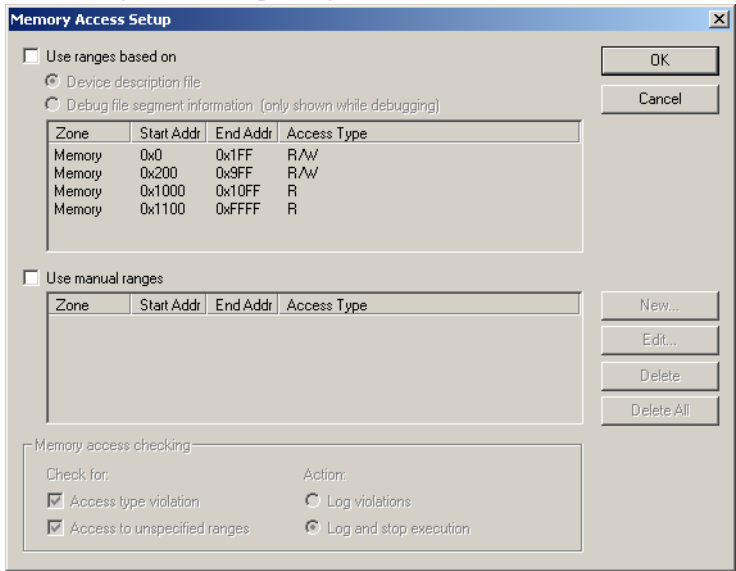 Memory Access Setup
Use ranges based on
OK
Device description file
Debug file segment information (only shown while debugging)
Cancel
Zone Start Addr End Addr Access Type
Memory 0x0 0x1FF R/W
Memory 0x200 0x9FF R/W
Memory 0x1000 0x10FF R
Memory 0x1100 0xFFFF R
Use manual ranges
Zone Start Addr End Addr Access Type
New...
Edit...
Delete
Delete All
Memory access checking
Check for: Action:
Access type violation Log violations
Access to unspecified ranges Log and stop execution